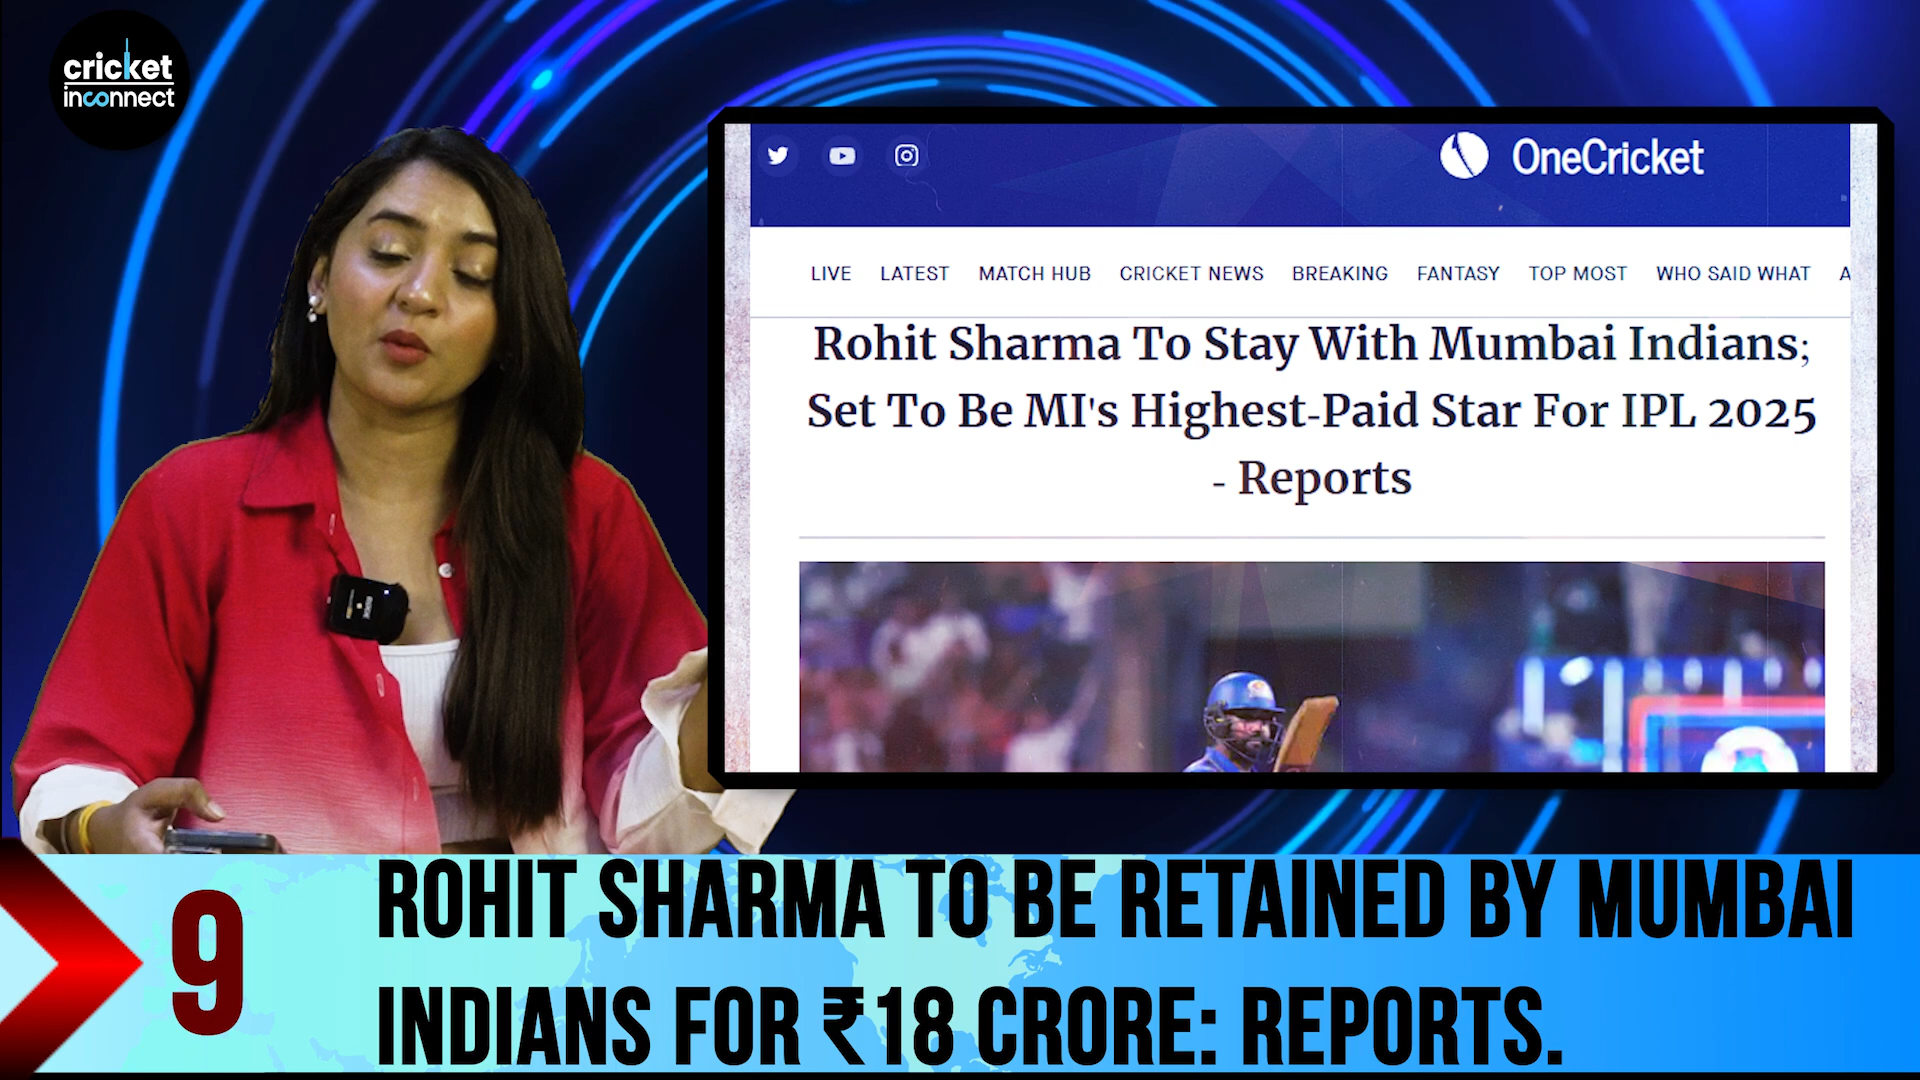 cricket
inconnect
OneCricket
LIVE LATEST MATCH HUB CRICKET NEWS BREAKING FANTASY TOP MOST WHO SAID WHAT A
Rohit Sharma To Stay With Mumbai Indians;
Set To Be MI's Highest-Paid Star For IPL 2025
- Reports
9
ROHIT SHARMA TO BE RETAINED BY MUMBAI
INDIANS FOR ₹18 CRORE: REPORTS.